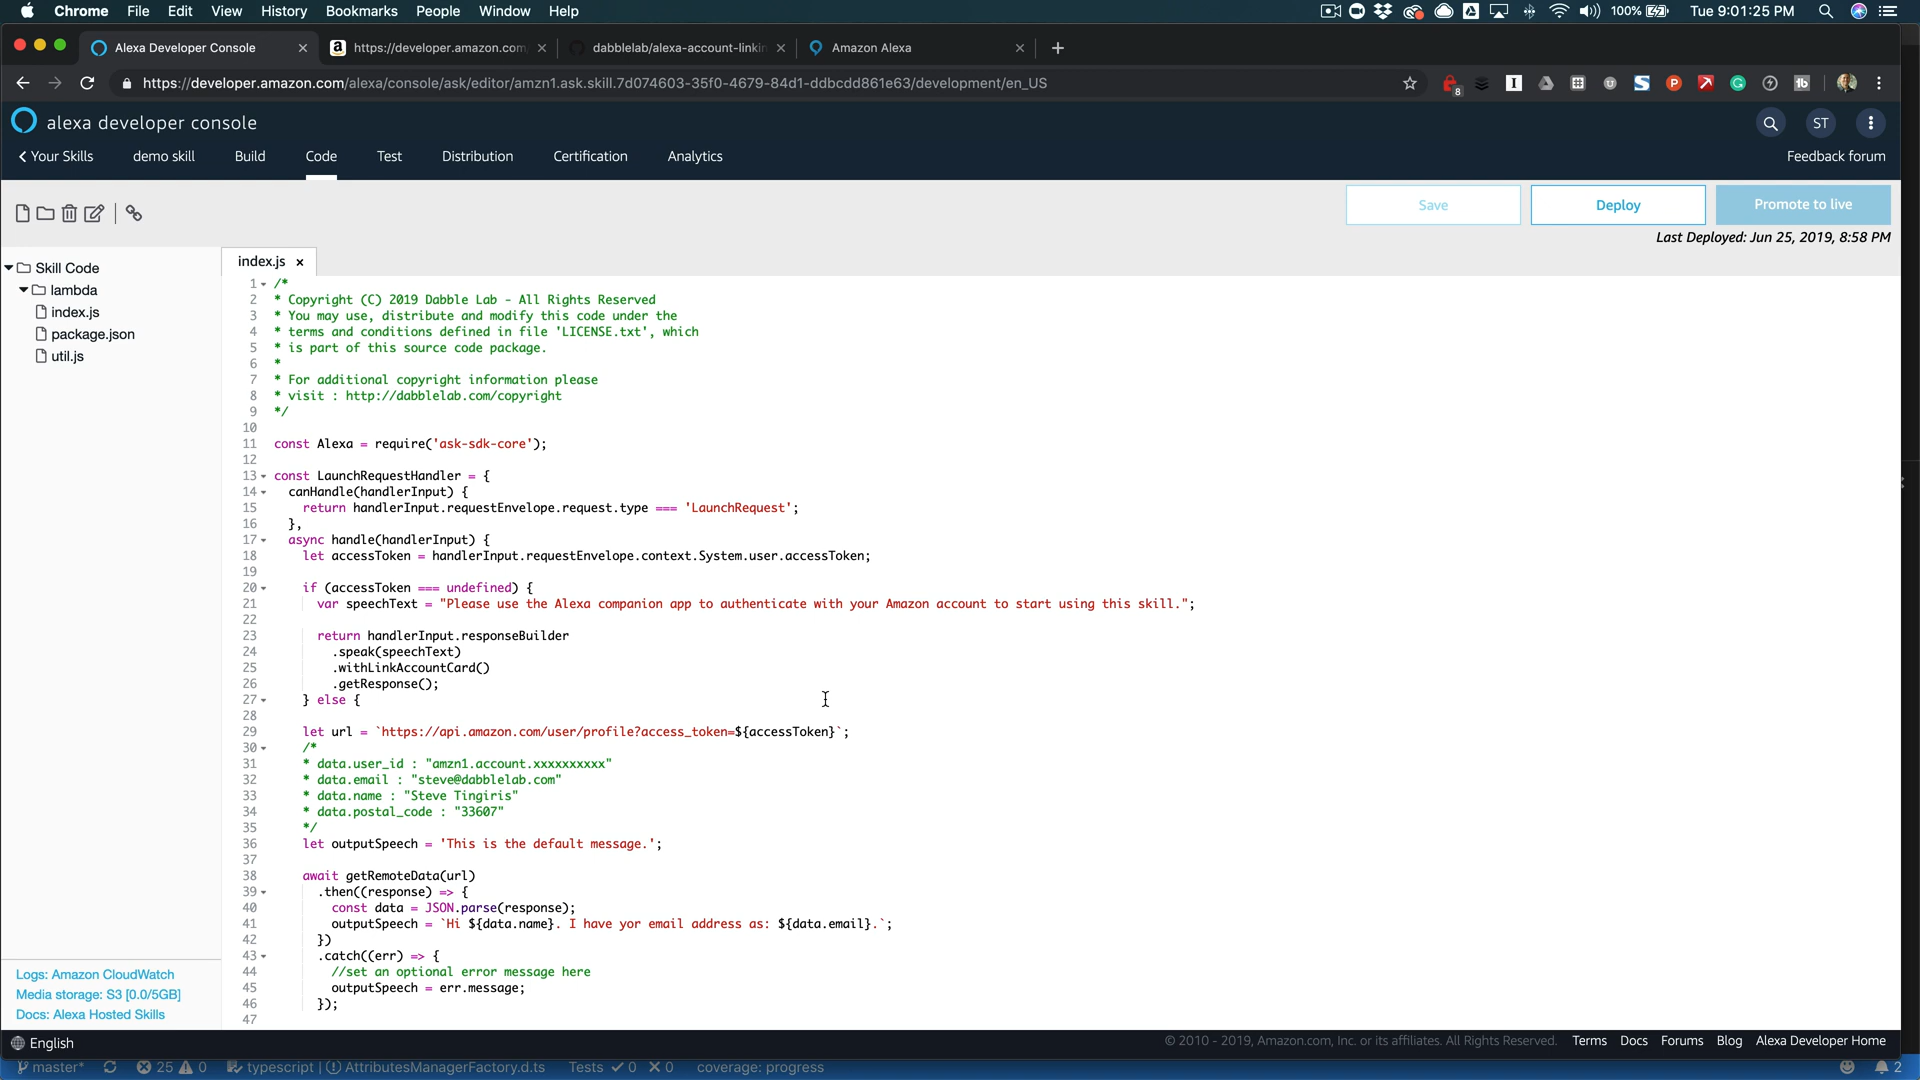 Chrome File Edit View History Bookmarks People Window Help 100% Tue 9:01:25 PM
Alexa Developer Console https://developer.amazon.com dabblelab/alexa-account-linkin Amazon Alexa
https://developer.amazon.com/alexa/console/ask/editor/amzn1.ask.skill.7d074603-35f0-4679-84d1-ddbcdd861e63/development/en_US 8
alexa developer console ST
Your Skills demo skill Build Code Test Distribution Certification Analytics Feedback forum
Save Deploy Promote to live
Last Deployed: Jun 25, 2019, 8:58 PM
Skill Code
lambda
index.js
package.json
util.js
Logs: Amazon CloudWatch
Media storage: S3 [0.0/5GB]
Docs: Alexa Hosted Skills
index.js
1 /*
2 * Copyright (C) 2019 Dabble Lab - All Rights Reserved
3 * You may use, distribute and modify this code under the
4 * terms and conditions defined in file 'LICENSE.txt', which
5 * is part of this source code package.
6 *
7 * For additional copyright information please
8 * visit : http://dabblelab.com/copyright
9 */
10
11 const Alexa = require('ask-sdk-core');
12
13 const LaunchRequestHandler = {
14 canHandle(handlerInput) {
15 return handlerInput.requestEnvelope.request.type === 'LaunchRequest';
16 },
17 async handle(handlerInput) {
18 let accessToken = handlerInput.requestEnvelope.context.System.user.accessToken;
19
20 if (accessToken === undefined) {
21 var speechText = "Please use the Alexa companion app to authenticate with your Amazon account to start using this skill.";
22
23 return handlerInput.responseBuilder
24 .speak(speechText)
25 .withLinkAccountCard()
26 .getResponse();
27 } else {
28
29 let url = `https://api.amazon.com/user/profile?access_token=${accessToken}`;
30 /*
31 * data.user_id : "amzn1.account.xxxxxxxxxx"
32 * data.email : "steve@dabblelab.com"
33 * data.name : "Steve Tingiris"
34 * data.postal_code : "33607"
35 */
36 let outputSpeech = 'This is the default message.';
37
38 await getRemoteData(url)
39 .then((response) => {
40 const data = JSON.parse(response);
41 outputSpeech = `Hi ${data.name}. I have yor email address as: ${data.email}.`;
42 })
43 .catch((err) => {
44 //set an optional error message here
45 outputSpeech = err.message;
46 });
47
English © 2010 - 2019, Amazon.com, Inc. or its affiliates. All Rights Reserved. Terms Docs Forums Blog Alexa Developer Home
master* 25 0 typescript | AttributesManagerFactory.d.ts Tests 0 0 coverage: progress 2